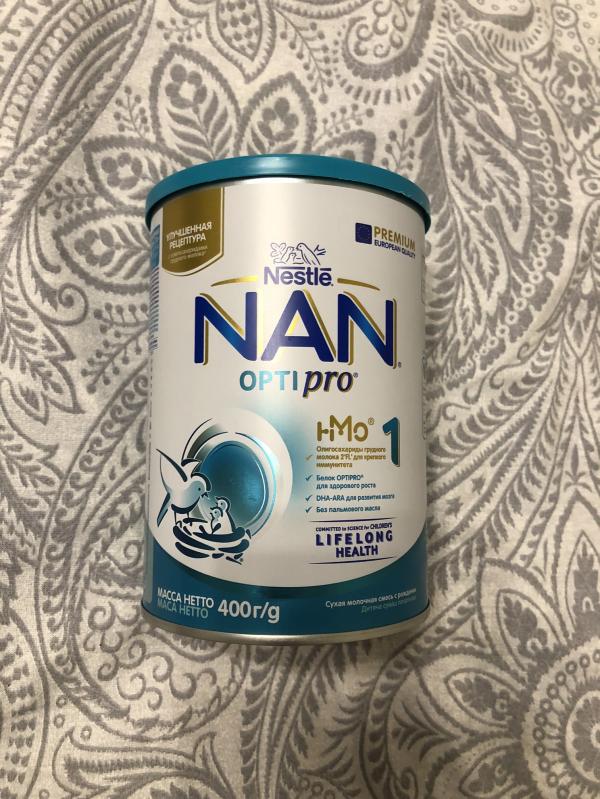 УЛУЧШЕННАЯ
РЕЦЕПТУРА
PREMIUM
EUROPEAN QUALITY
Nestlé
NAN®
OPTIpro®
HMO® 1
Олигосахариды грудного
молока 2'FL* для крепкого
иммунитета
Белок OPTIPRO®
для здорового роста
DHA-ARA для развития мозга
Без пальмового масла
COMMITTED to SCIENCE for CHILDREN'S
LIFELONG
HEALTH
МАССА НЕТТО
МАСА НЕТТО
400г/g
Сухая молочная смесь с рождения